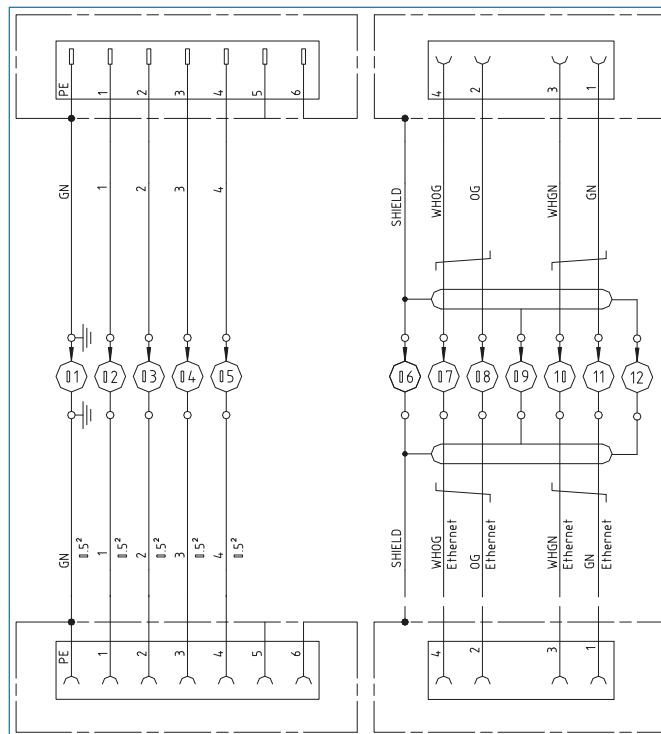 PE 1 2 3 4 5 6
4 2 3 1
GN 1 2 3 4
SHIELD WHOG OG WHGN GN
01 02 03 04 05 06 07 08 09 10 11 12
GN 0.5²
1 0.5²
2 0.5²
3 0.5²
4 0.5²
SHIELD
WHOG Ethernet
OG Ethernet
WHGN Ethernet
GN Ethernet
PE 1 2 3 4 5 6
4 2 3 1